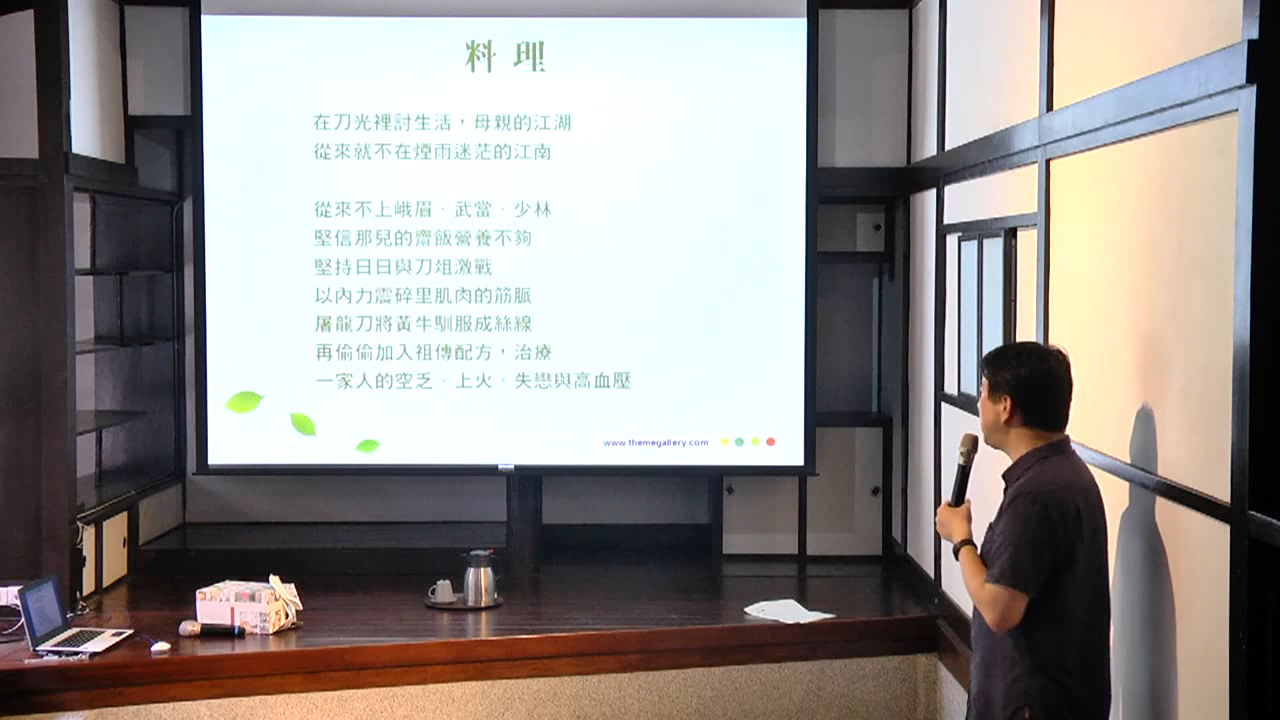 料理
在刀光裡討生活，母親的江湖
從來就不在煙雨迷茫的江南
從來不上峨眉、武當、少林
堅信那兒的齋飯營養不夠
堅持日日與刀俎激戰
以內力震碎里肌肉的筋脈
屠龍刀將黃牛馴服成絲線
再偷偷加入祖傳配方，治療
一家人的空乏、上火、失戀與高血壓
www.themegallery.com